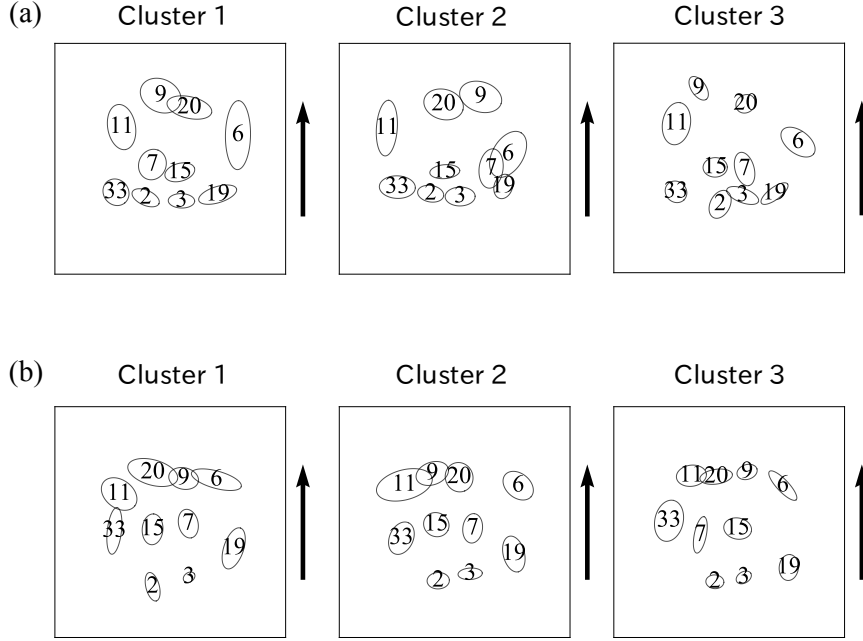 (a)
Cluster 1 Cluster 2 Cluster 3
9 20 11 6 7 15 33 2 3 19
20 9 11 6 7 15 33 2 3 19
9 20 11 6 15 7 33 2 3 19
(b)
Cluster 1 Cluster 2 Cluster 3
20 9 6 11 33 15 7 19 2 3
9 20 11 6 15 7 33 19 2 3
11 20 9 6 33 7 15 19 2 3